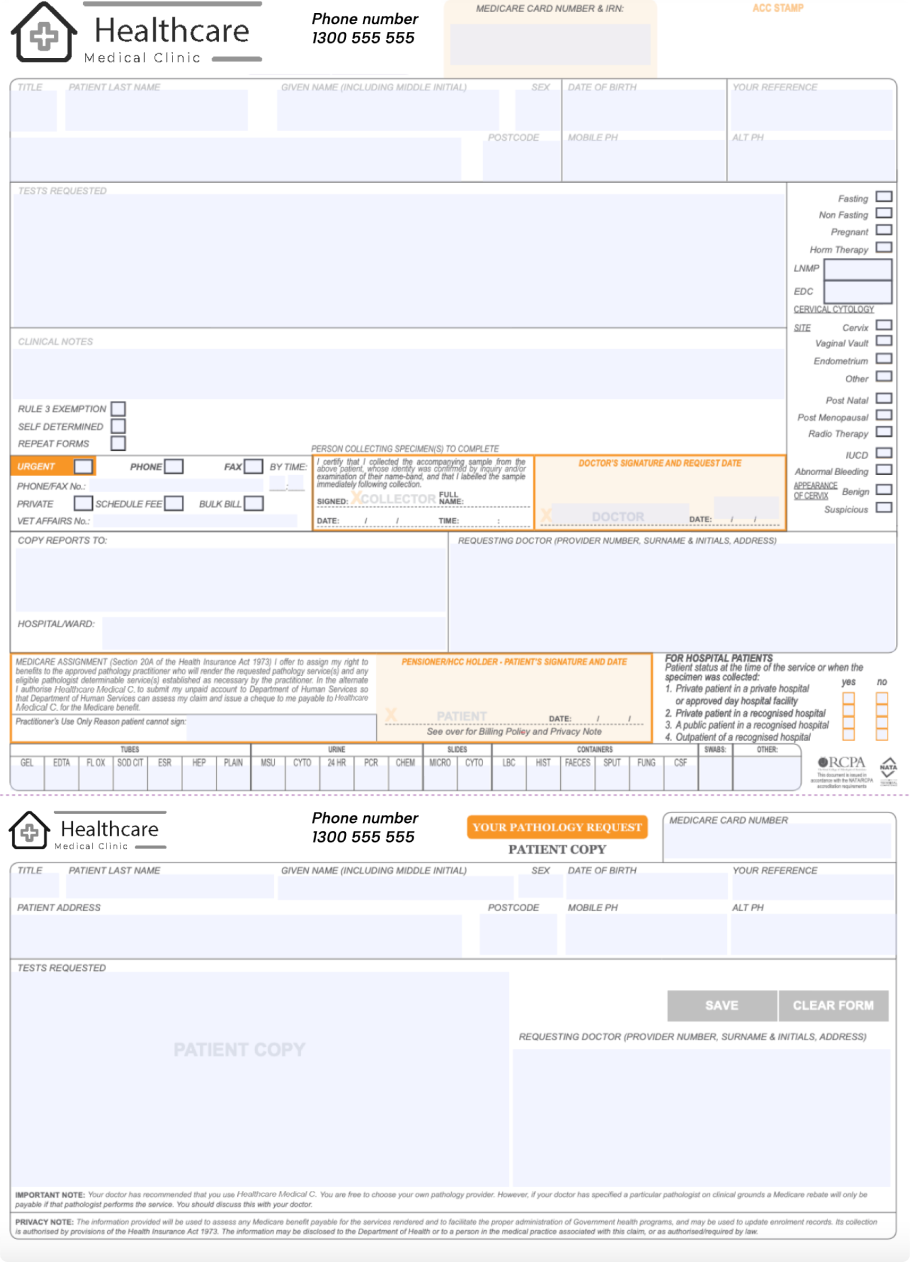 Healthcare
Medical Clinic
Phone number
1300 555 555
MEDICARE CARD NUMBER & IRN:
ACC STAMP
TITLE PATIENT LAST NAME GIVEN NAME (INCLUDING MIDDLE INITIAL) SEX DATE OF BIRTH YOUR REFERENCE
POSTCODE MOBILE PH ALT PH
TESTS REQUESTED
Fasting
Non Fasting
Pregnant
Horm Therapy
LNMP
EDC
CERVICAL CYTOLOGY
SITE Cervix
Vaginal Vault
Endometrium
Other
Post Natal
Post Menopausal
Radio Therapy
IUCD
Abnormal Bleeding
APPEARANCE
OF CERVIX Benign
Suspicious
CLINICAL NOTES
RULE 3 EXEMPTION
SELF DETERMINED
REPEAT FORMS
URGENT PHONE FAX BY TIME: :
PHONE/FAX No.:
PRIVATE SCHEDULE FEE BULK BILL
VET AFFAIRS No.:
PERSON COLLECTING SPECIMEN(S) TO COMPLETE
I certify that I collected the accompanying sample from the
above patient, whose identity was confirmed by inquiry and/or
examination of their name-band, and that I labelled the sample
immediately following collection.
SIGNED: X COLLECTOR FULL
NAME:
DATE: / / TIME: :
DOCTOR'S SIGNATURE AND REQUEST DATE
X DOCTOR DATE: / /
COPY REPORTS TO:
HOSPITAL/WARD:
REQUESTING DOCTOR (PROVIDER NUMBER, SURNAME & INITIALS, ADDRESS)
MEDICARE ASSIGNMENT (Section 20A of the Health Insurance Act 1973) I offer to assign my right to
benefits to the approved pathology practitioner who will render the requested pathology service(s) and any
eligible pathologist determinable service(s) established as necessary by the practitioner. In the alternate
I authorise Healthcare Medical C, to submit my unpaid account to Department of Human Services so
that Department of Human Services can assess my claim and issue a cheque to me payable to Healthcare
Medical C. for the Medicare benefit.
Practitioner's Use Only Reason patient cannot sign:
PENSIONER/HCC HOLDER - PATIENT'S SIGNATURE AND DATE
X PATIENT DATE: / /
See over for Billing Policy and Privacy Note
FOR HOSPITAL PATIENTS
Patient status at the time of the service or when the
specimen was collected:
yes no
1. Private patient in a private hospital
or approved day hospital facility
2. Private patient in a recognised hospital
3. A public patient in a recognised hospital
4. Outpatient of a recognised hospital
TUBES URINE SLIDES CONTAINERS SWABS: OTHER:
GEL EDTA FL OX SOD CIT ESR HEP PLAIN MSU CYTO 24 HR PCR CHEM MICRO CYTO LBC HIST FAECES SPUT FUNG CSF
RCPA
This document is issued in
accordance with the NATA/RCPA
accreditation requirements
NATA
Healthcare
Medical Clinic
Phone number
1300 555 555
YOUR PATHOLOGY REQUEST
PATIENT COPY
MEDICARE CARD NUMBER
TITLE PATIENT LAST NAME GIVEN NAME (INCLUDING MIDDLE INITIAL) SEX DATE OF BIRTH YOUR REFERENCE
PATIENT ADDRESS POSTCODE MOBILE PH ALT PH
TESTS REQUESTED
PATIENT COPY
SAVE CLEAR FORM
REQUESTING DOCTOR (PROVIDER NUMBER, SURNAME & INITIALS, ADDRESS)
IMPORTANT NOTE: Your doctor has recommended that you use Healthcare Medical C. You are free to choose your own pathology provider. However, if your doctor has specified a particular pathologist on clinical grounds a Medicare rebate will only be
payable if that pathologist performs the service. You should discuss this with your doctor.
PRIVACY NOTE: The information provided will be used to assess any Medicare benefit payable for the services rendered and to facilitate the proper administration of Government health programs, and may be used to update enrolment records. Its collection
is authorised by provisions of the Health Insurance Act 1973. The information may be disclosed to the Department of Health or to a person in the medical practice associated with this claim, or as authorised/required by law.